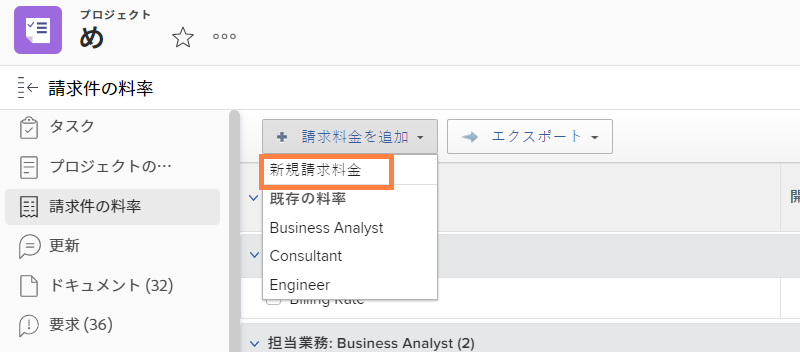 プロジェクト
め
請求件の料率
タスク
プロジェクトの…
請求件の料率
更新
ドキュメント (32)
要求 (36)
請求料金を追加
エクスポート
新規請求料金
既存の料率
Business Analyst
Consultant
Engineer
Billing Rate
担当業務: Business Analyst (2)